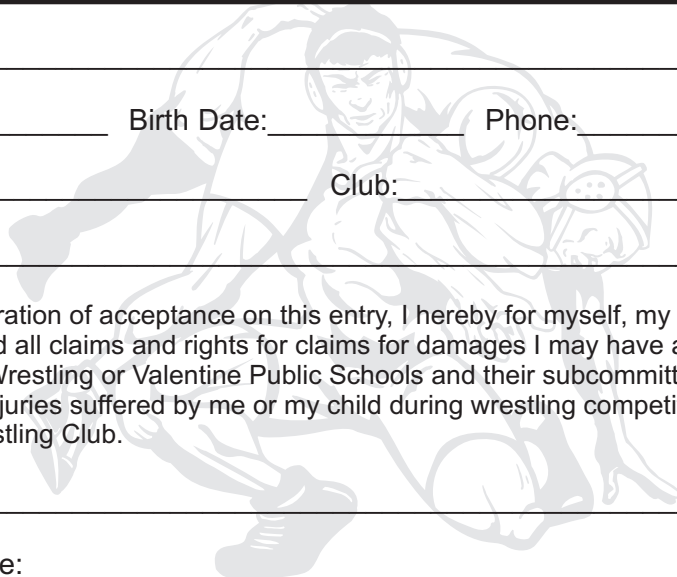 Birth Date: Phone:
Club:
ration of acceptance on this entry, I hereby for myself, my
d all claims and rights for claims for damages I may have a
Wrestling or Valentine Public Schools and their subcommitt
juries suffered by me or my child during wrestling competi
stling Club.
e: